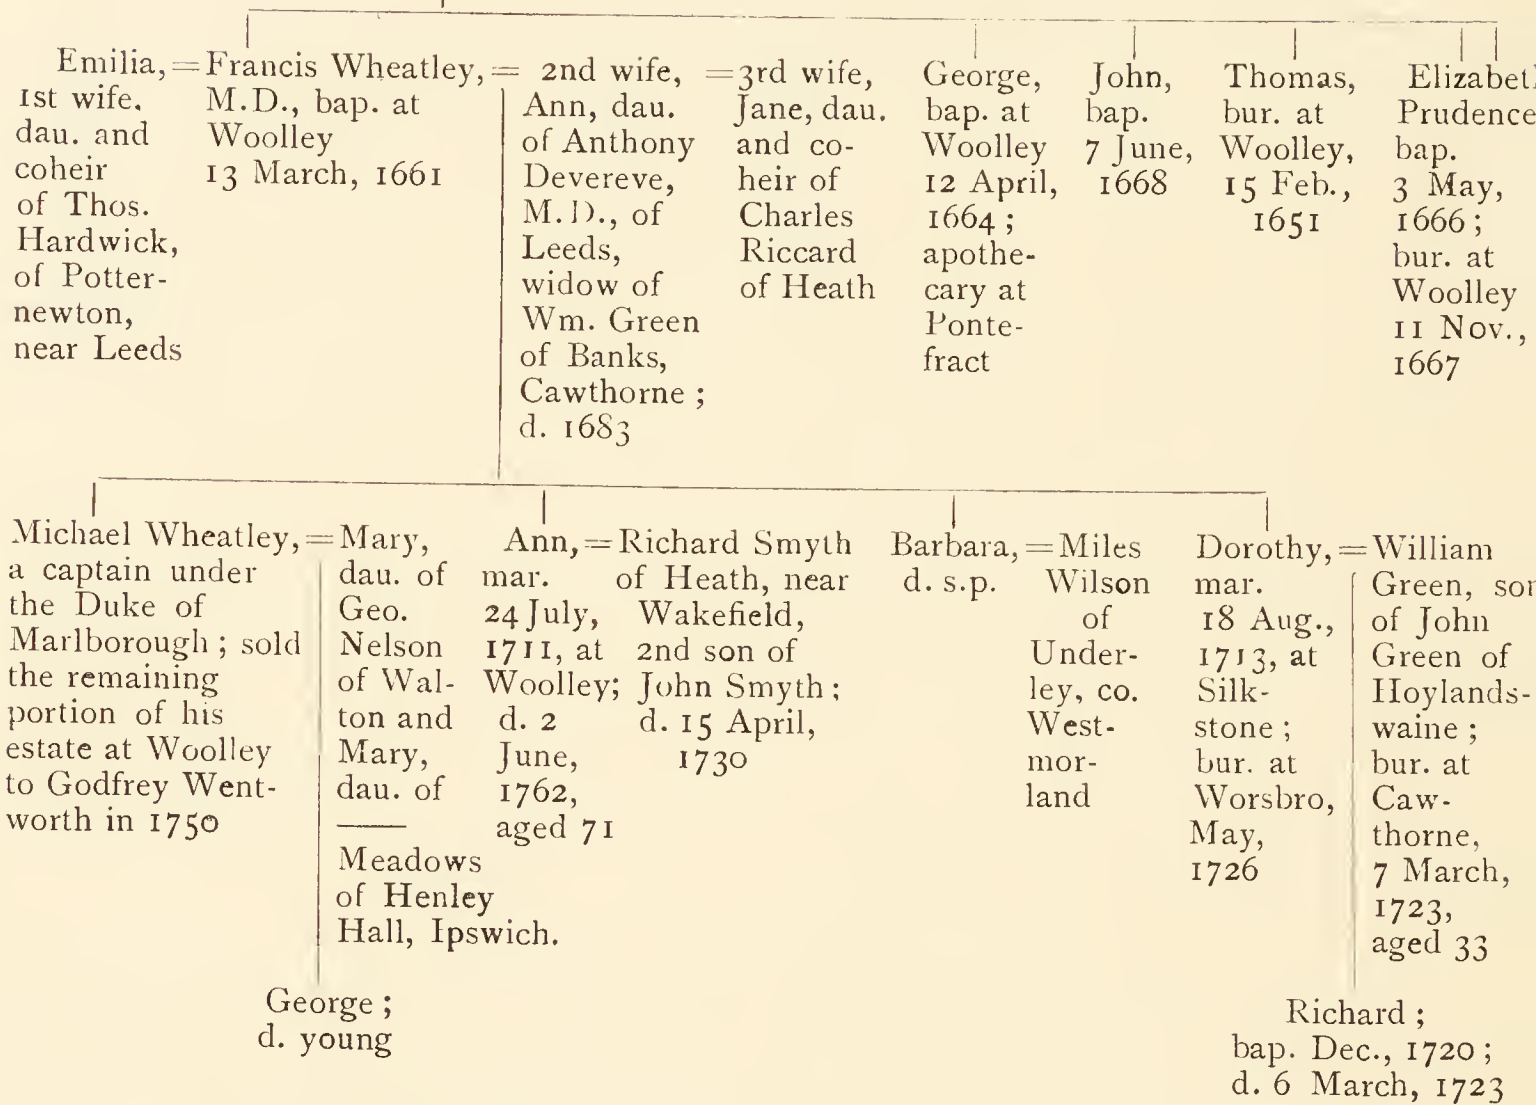 Emilia, =
1st wife,
dau. and
coheir
of Thos.
Hardwick,
of Potter-
newton,
near Leeds
Francis Wheatley, =
M.D., bap. at
Woolley
13 March, 1661
2nd wife,
Ann, dau.
of Anthony
Devereve,
M.D., of
Leeds,
widow of
Wm. Green
of Banks,
Cawthorne ;
d. 1683
= 3rd wife,
Jane, dau.
and co-
heir of
Charles
Riccard
of Heath
George,
bap. at
Woolley
12 April,
1664 ;
apothe-
cary at
Ponte-
fract
John,
bap.
7 June,
1668
Thomas,
bur. at
Woolley,
15 Feb.,
1651
Elizabeth
Prudence
bap.
3 May,
1666 ;
bur. at
Woolley
11 Nov.,
1667
Michael Wheatley, =
a captain under
the Duke of
Marlborough ; sold
the remaining
portion of his
estate at Woolley
to Godfrey Went-
worth in 1750
Mary,
dau. of
Geo.
Nelson
of Wal-
ton and
Mary,
dau. of
——
Meadows
of Henley
Hall, Ipswich.
Ann, =
mar.
24 July,
1711, at
Woolley;
d. 2
June,
1762,
aged 71
Richard Smyth
of Heath, near
Wakefield,
2nd son of
John Smyth ;
d. 15 April,
1730
Barbara, =
d. s.p.
Miles
Wilson
of
Under-
ley, co.
West-
mor-
land
Dorothy, =
mar.
18 Aug.,
1713, at
Silk-
stone ;
bur. at
Worsbro,
May,
1726
William
Green, son
of John
Green of
Hoylands-
waine ;
bur. at
Caw-
thorne,
7 March,
1723,
aged 33
George ;
d. young
Richard ;
bap. Dec., 1720 ;
d. 6 March, 1723